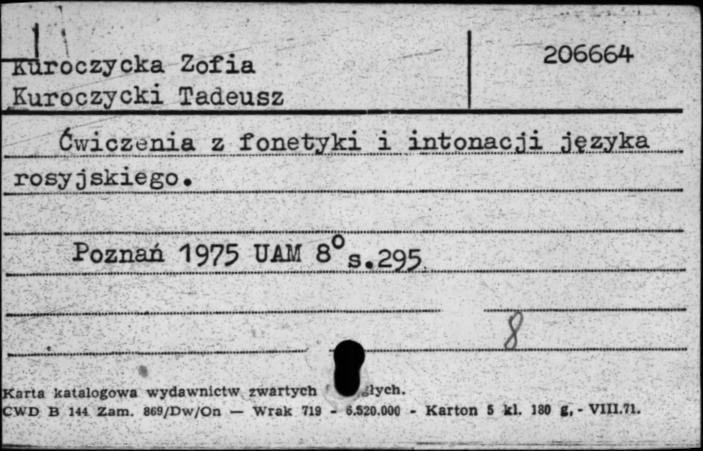 Kuroczycka Zofia
206664
Kuroczycki Tadeusz
Ćwiczenia z fonetyki i intonacji języka
rosyjskiego.
Poznań 1975 UAM 8° s.295
8
Karta katalogowa wydawnictw zwartych
CWD B 144 Zam. 869/Dw/On — Wrak 719 - 6.520.000 - Karton 5 kl. 180 g, - VIII.71.